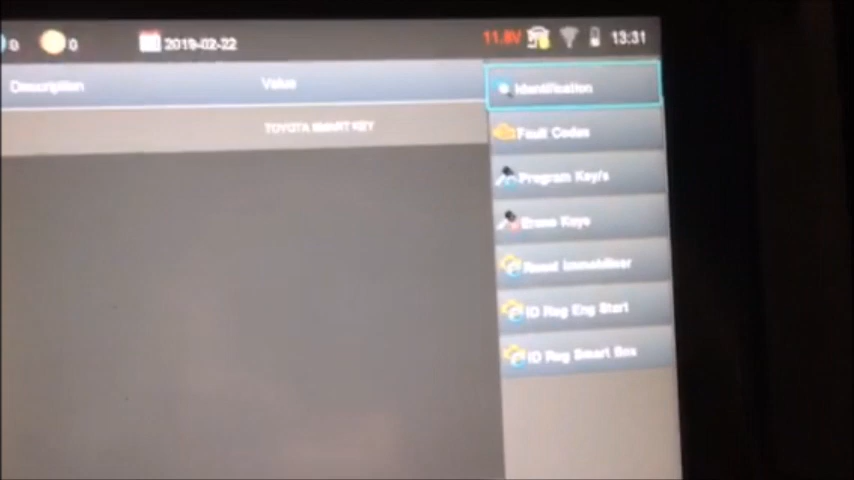 0 0 2019-02-22 11.8V 13:31
Description Value
TOYOTA SMART KEY
Identification
Fault Codes
Program Key/s
Erase Keys
Reset Immobiliser
ID Reg Eng Start
ID Reg Smart Box